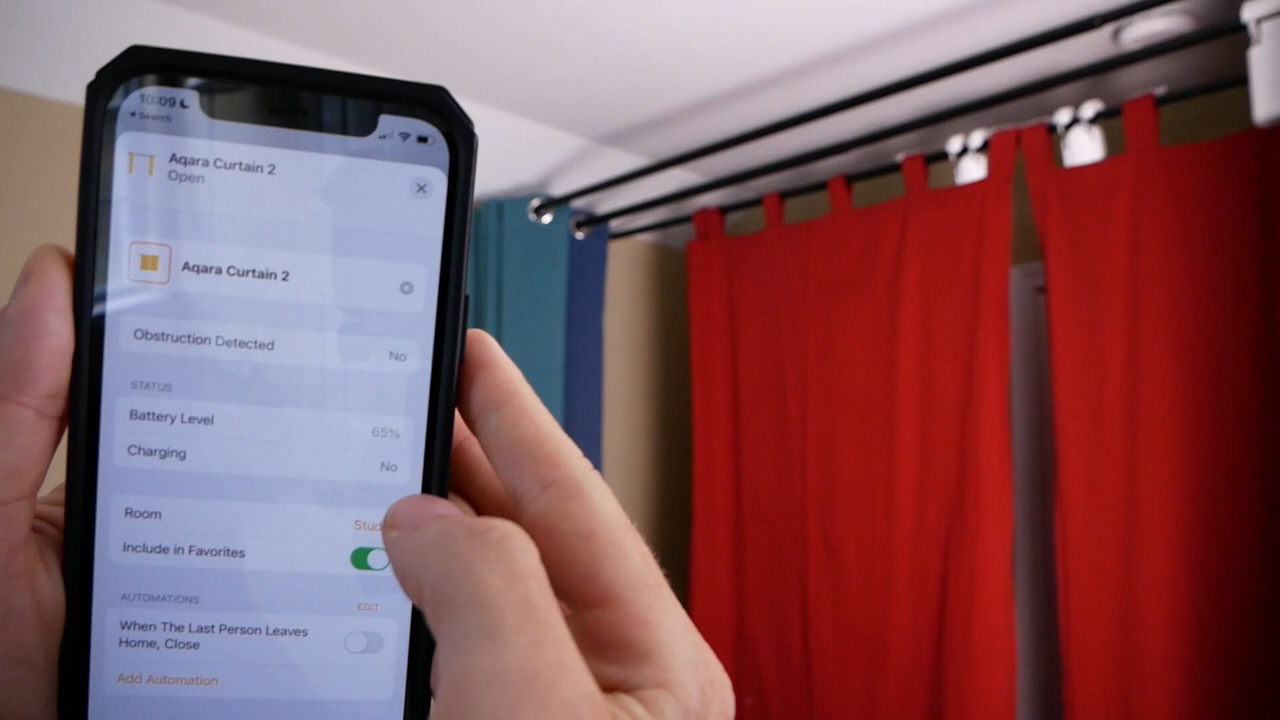 10:09
Search
Aqara Curtain 2
Open
Aqara Curtain 2
Obstruction Detected No
STATUS
Battery Level 65%
Charging No
Room Stud
Include in Favorites
AUTOMATIONS EDIT
When The Last Person Leaves
Home, Close
Add Automation